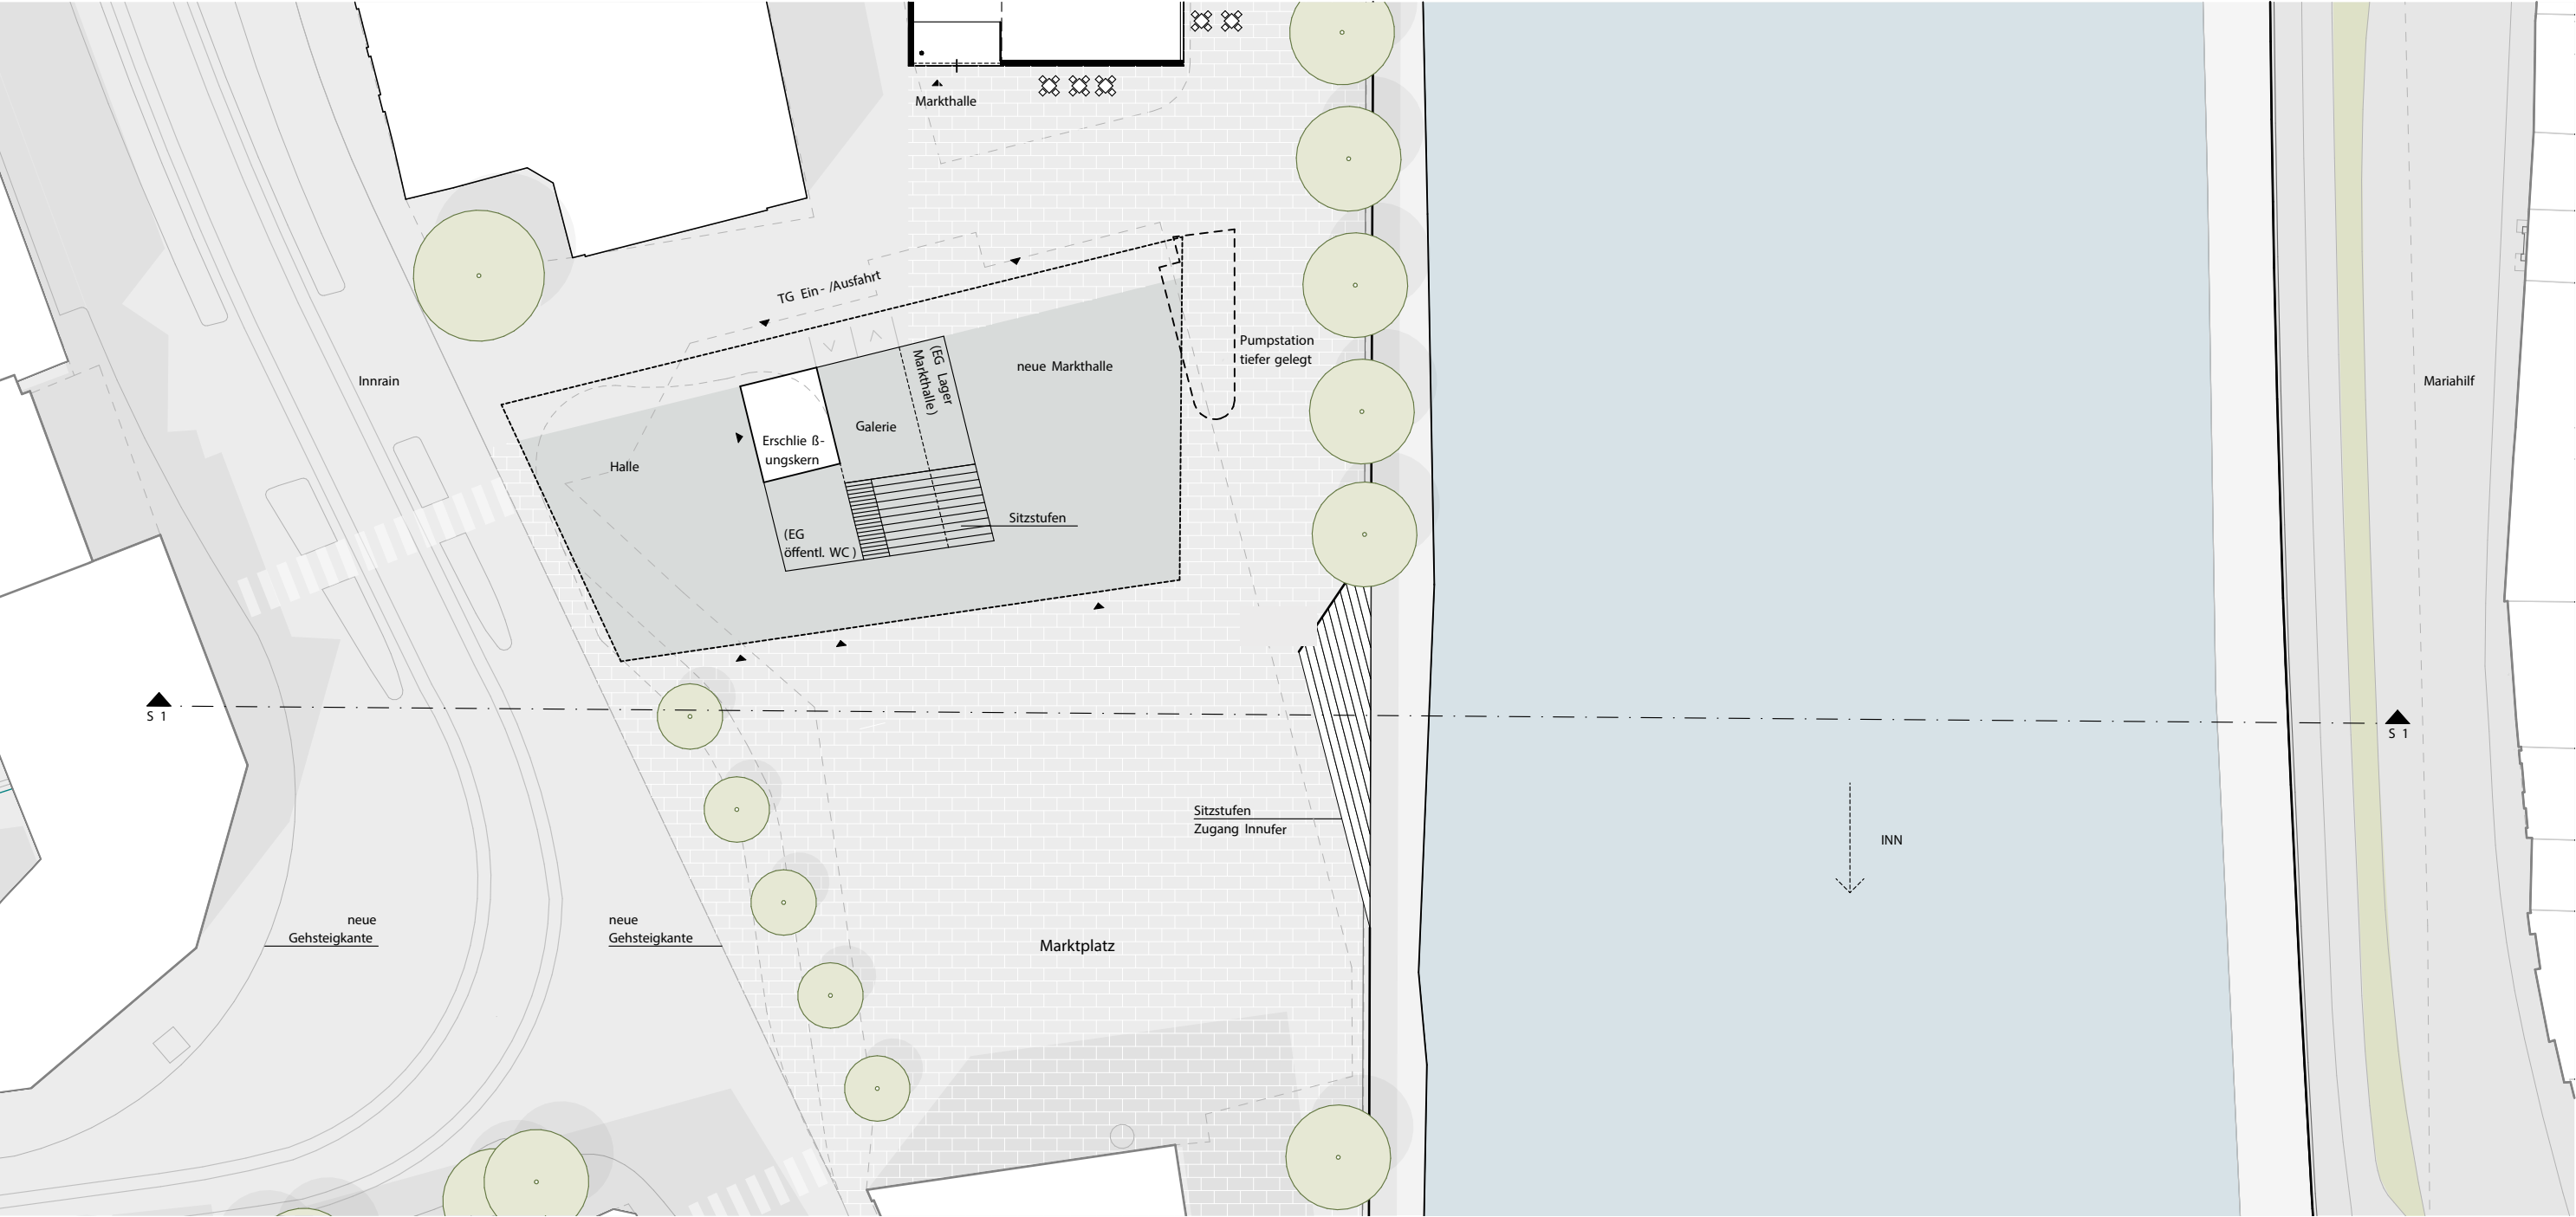 Markthalle
TG Ein- /Ausfahrt
Pumpstation
tiefer gelegt
(EG Lager
Markthalle)
neue Markthalle
Innrain
Mariahilf
Galerie
Erschlie ß-
ungskern
Halle
Sitzstufen
(EG
öffentl. WC )
S 1
S 1
Sitzstufen
Zugang Innufer
INN
neue
Gehsteigkante
neue
Gehsteigkante
Marktplatz